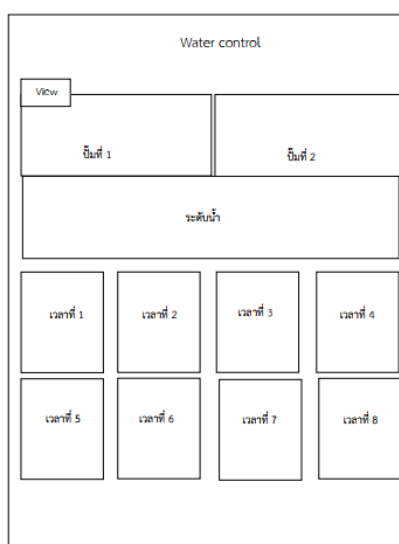 Water control
View
ปั๊มที่ 1
ปั๊มที่ 2
ระดับน้ำ
เวลาที่ 1
เวลาที่ 2
เวลาที่ 3
เวลาที่ 4
เวลาที่ 5
เวลาที่ 6
เวลาที่ 7
เวลาที่ 8